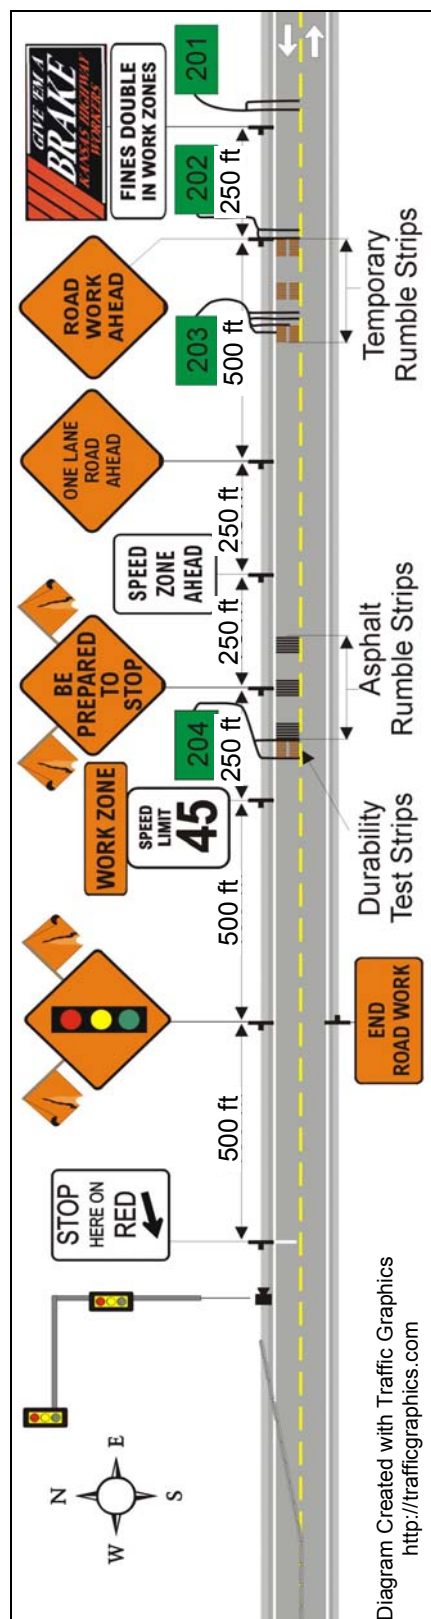 GIVE 'EM A
BRAKE
KANSAS HIGHWAY
WORKERS
FINES DOUBLE
IN WORK ZONES
201
250 ft
202
ROAD
WORK
AHEAD
203
500 ft
Temporary
Rumble Strips
ONE LANE
ROAD
AHEAD
250 ft
SPEED
ZONE
AHEAD
250 ft
BE
PREPARED
TO
STOP
204
250 ft
Asphalt
Rumble Strips
WORK ZONE
SPEED
LIMIT
45
Durability
Test Strips
500 ft
END
ROAD WORK
500 ft
STOP
HERE ON
RED
N
E
S
W
Diagram Created with Traffic Graphics
http://trafficgraphics.com